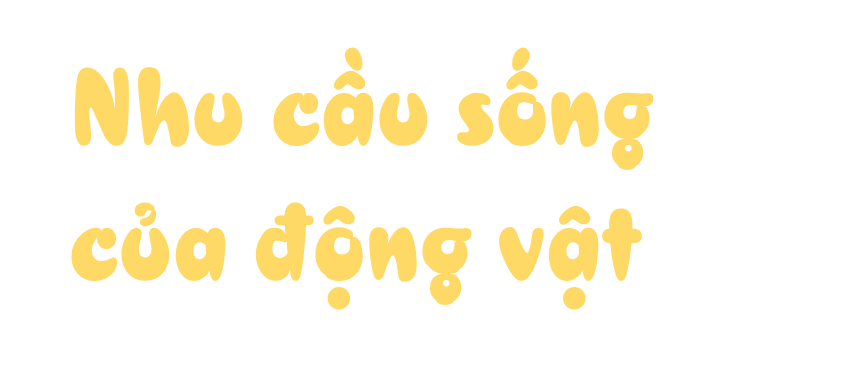 Nhu cầu sống
của động vật